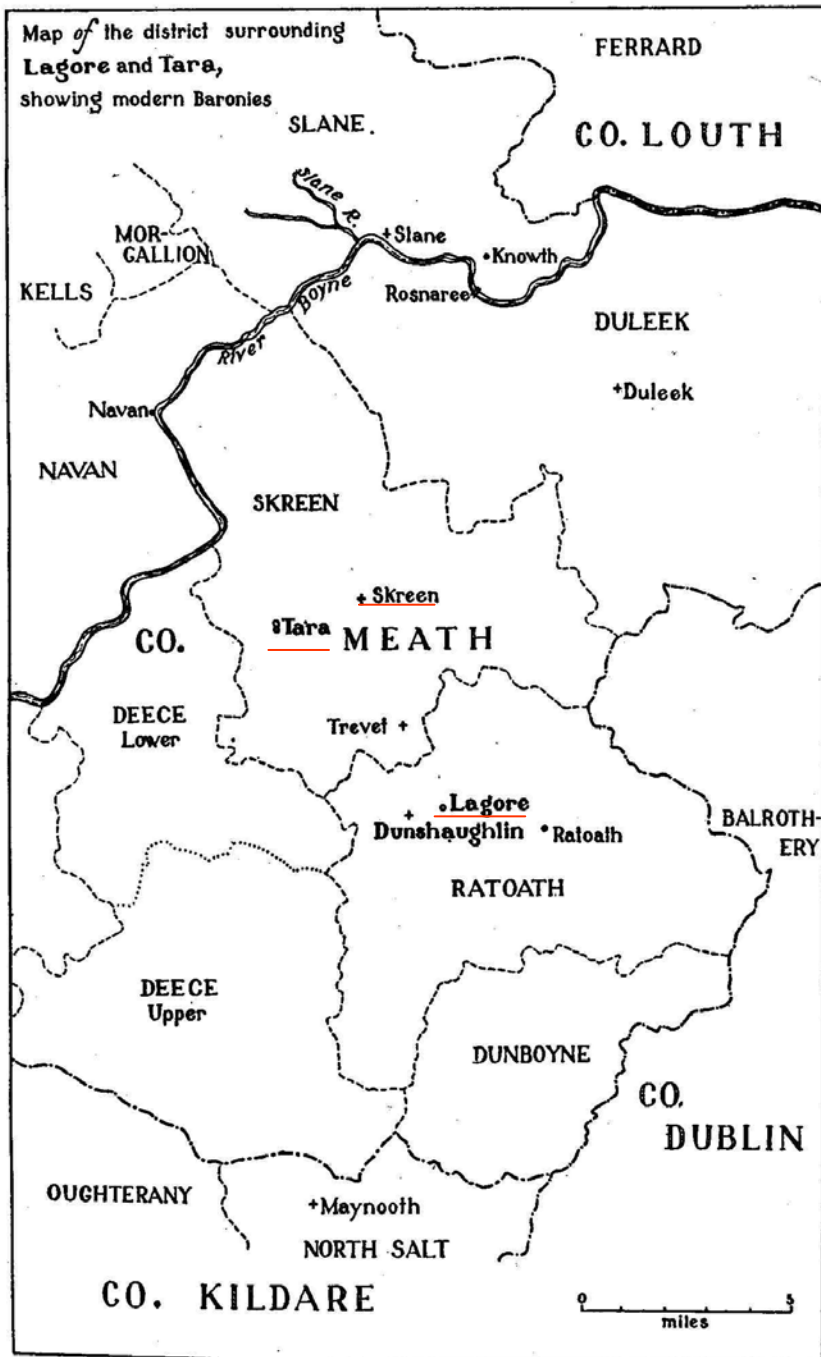 Map of the district surrounding
Lagore and Tara,
showing modern Baronies
FERRARD
CO. LOUTH
SLANE.
Slane R.
MOR-
GALLION
+Slane
Knowth
KELLS
Rosnaree
River Boyne
DULEEK
+Duleek
Navan
NAVAN
SKREEN
+Skreen
Tara
CO. MEATH
DEECE
Lower
Trevet +
Lagore
+
Dunshaughlin
Ratoath
BALROTH-
ERY
RATOATH
DEECE
Upper
DUNBOYNE
CO.
DUBLIN
OUGHTERANY
+Maynooth
NORTH SALT
CO. KILDARE
0 5
miles